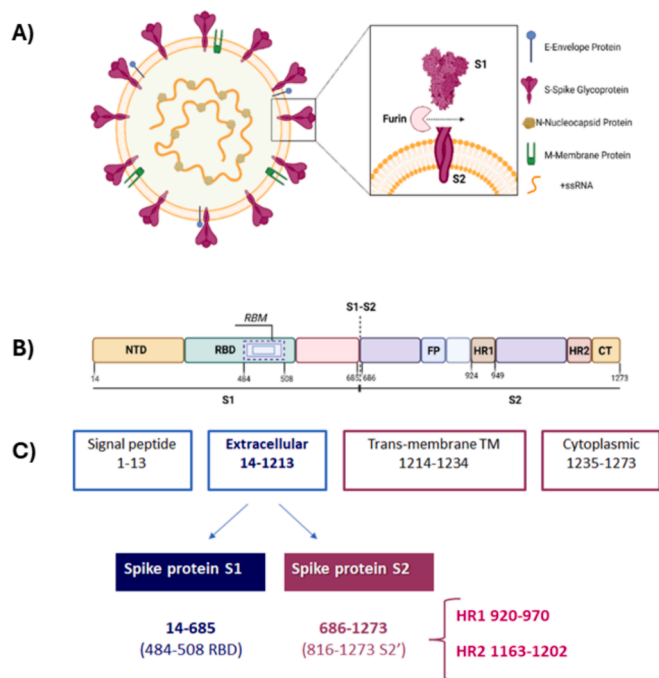 A)
S1
Furin
S2
E-Envelope Protein
S-Spike Glycoprotein
N-Nucleocapsid Protein
M-Membrane Protein
+ssRNA
B)
RBM
S1-S2
NTD
RBD
FP
HR1
HR2
CT
14
484
508
685
686
924
949
1273
S1
S2
C)
Signal peptide
1-13
Extracellular
14-1213
Trans-membrane TM
1214-1234
Cytoplasmic
1235-1273
Spike protein S1
Spike protein S2
14-685
(484-508 RBD)
686-1273
(816-1273 S2’)
HR1 920-970
HR2 1163-1202